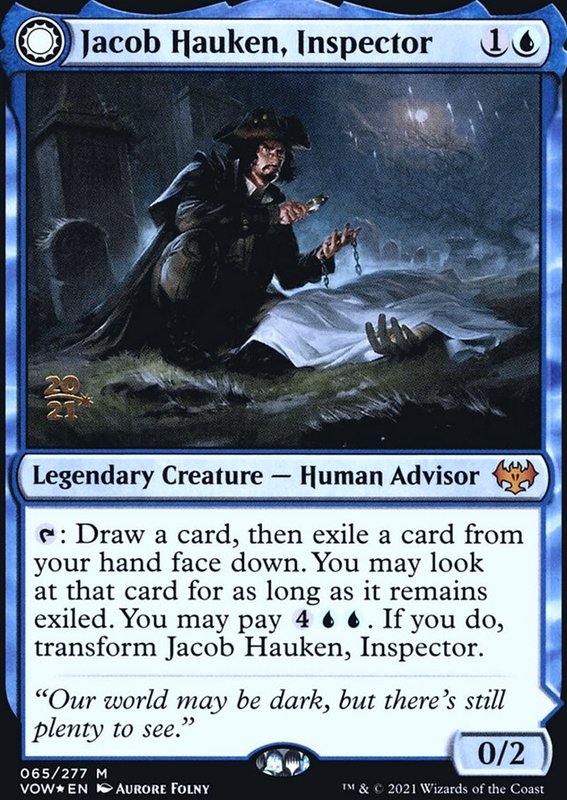 Jacob Hauken, Inspector 1
20
21
Legendary Creature — Human Advisor
: Draw a card, then exile a card from
your hand face down. You may look
at that card for as long as it remains
exiled. You may pay 4 . If you do,
transform Jacob Hauken, Inspector.
“Our world may be dark, but there’s still
plenty to see.”
0/2
065/277 M
VOW★EN Aurore Folny
™ & © 2021 Wizards of the Coast